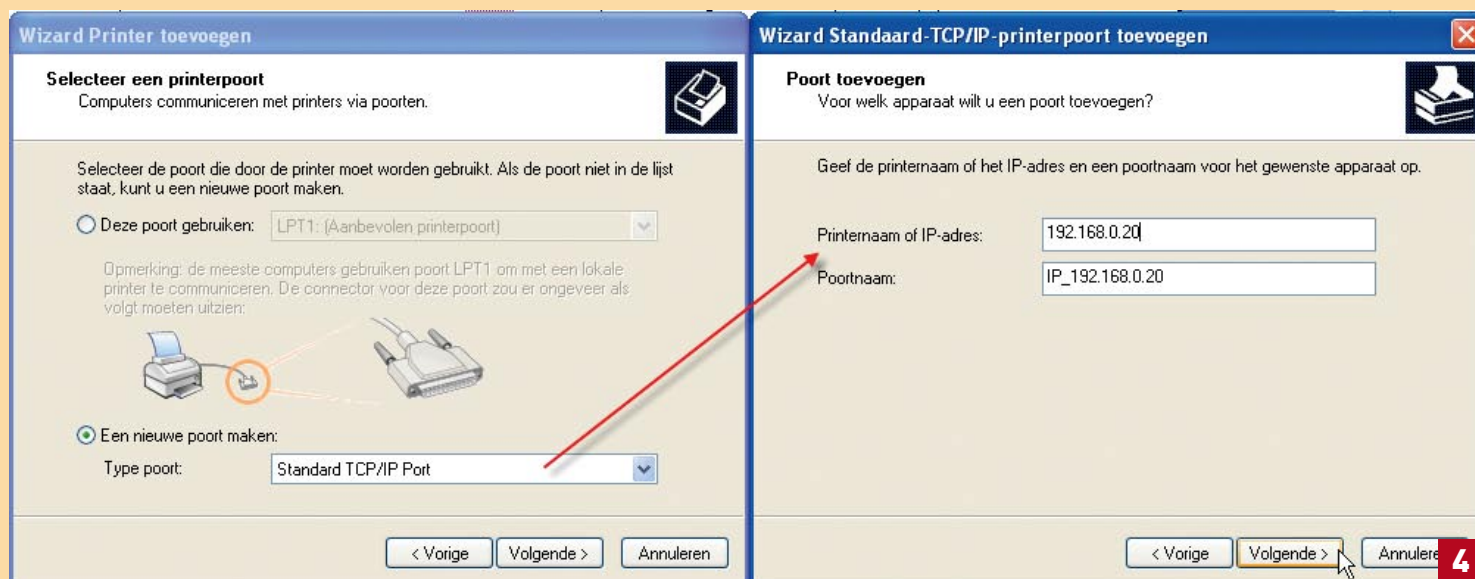 Wizard Printer toevoegen
Selecteer een printerpoort
Computers communiceren met printers via poorten.
Selecteer de poort die door de printer moet worden gebruikt. Als de poort niet in de lijst
staat, kunt u een nieuwe poort maken.
Deze poort gebruiken: LPT1: (Aanbevolen printerpoort)
Opmerking: de meeste computers gebruiken poort LPT1 om met een lokale
printer te communiceren. De connector voor deze poort zou er ongeveer als
volgt moeten uitzien:
Een nieuwe poort maken:
Type poort: Standard TCP/IP Port
< Vorige Volgende > Annuleren
Wizard Standaard-TCP/IP-printerpoort toevoegen
Poort toevoegen
Voor welk apparaat wilt u een poort toevoegen?
Geef de printernaam of het IP-adres en een poortnaam voor het gewenste apparaat op.
Printernaam of IP-adres: 192.168.0.20
Poortnaam: IP_192.168.0.20
< Vorige Volgende > Annulere
4